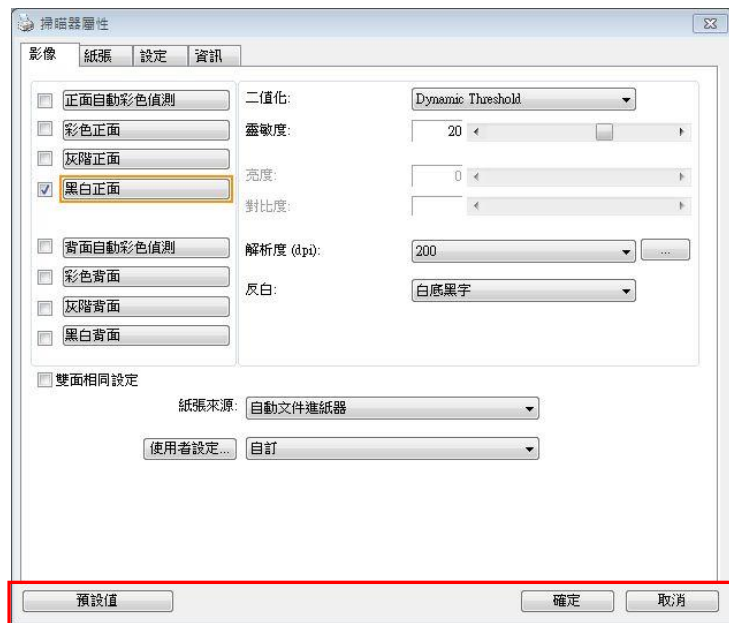 掃瞄器屬性
影像 紙張 設定 資訊
正面自動彩色偵測
彩色正面
灰階正面
黑白正面
背面自動彩色偵測
彩色背面
灰階背面
黑白背面
二值化: Dynamic Threshold
靈敏度: 20
亮度: 0
對比度:
解析度 (dpi): 200 ...
反白: 白底黑字
雙面相同設定
紙張來源: 自動文件進紙器
使用者設定... 自訂
預設值 確定 取消